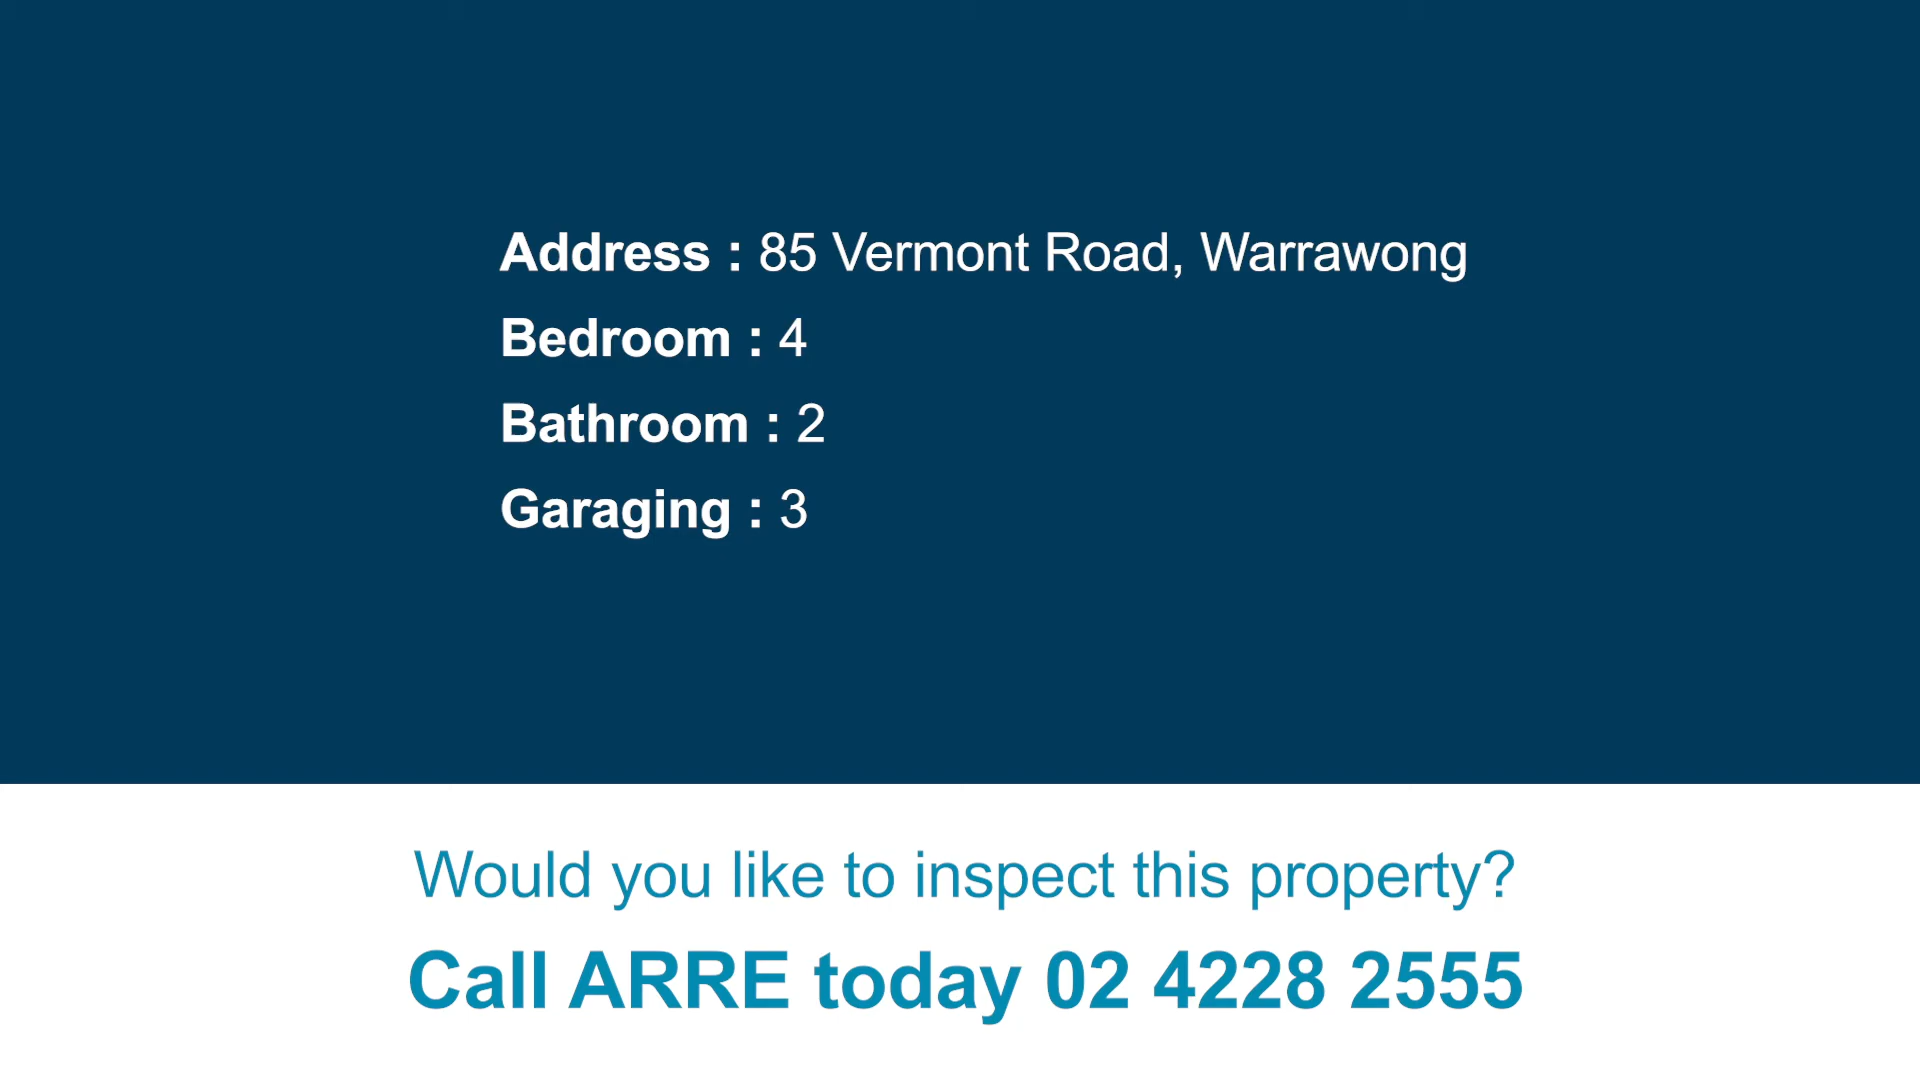 Address : 85 Vermont Road, Warrawong
Bedroom : 4
Bathroom : 2
Garaging : 3
Would you like to inspect this property?
Call ARRE today 02 4228 2555